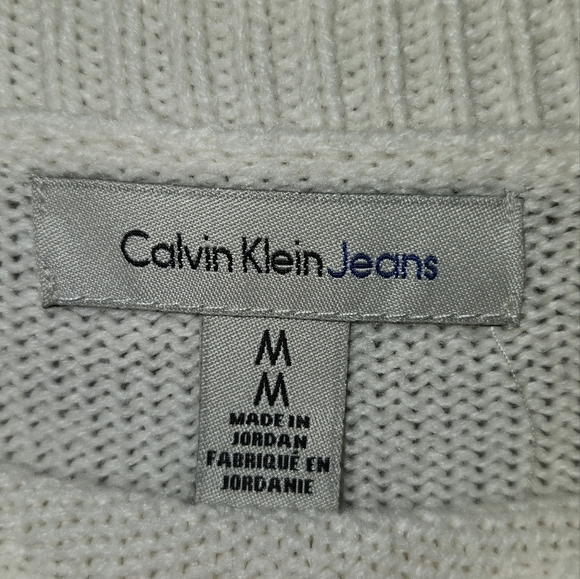 Calvin Klein Jeans
M
M
MADE IN
JORDAN
FABRIQUÉ EN
JORDANIE